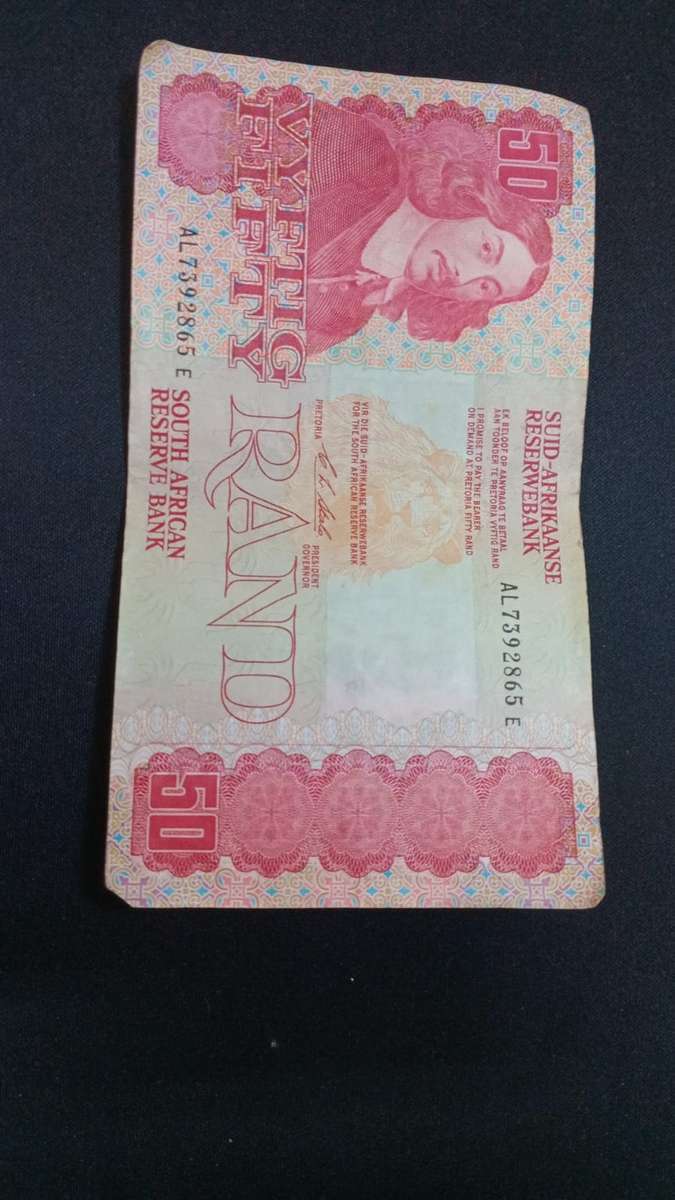 50
SUID-AFRIKAANSE
RESERWEBANK
EK BELOOF OP AANVRAAG TE BETAAL
AAN TOONDER TE PRETORIA VYFTIG RAND
I PROMISE TO PAY THE BEARER
ON DEMAND AT PRETORIA FIFTY RAND
AL7392865 E
VIR DIE SUID-AFRIKAANSE RESERWEBANK
FOR THE SOUTH AFRICAN RESERVE BANK
PRETORIA
PRESIDENT
GOVERNOR
VYFTIG
FIFTY
RAND
AL7392865 E
SOUTH AFRICAN
RESERVE BANK
50